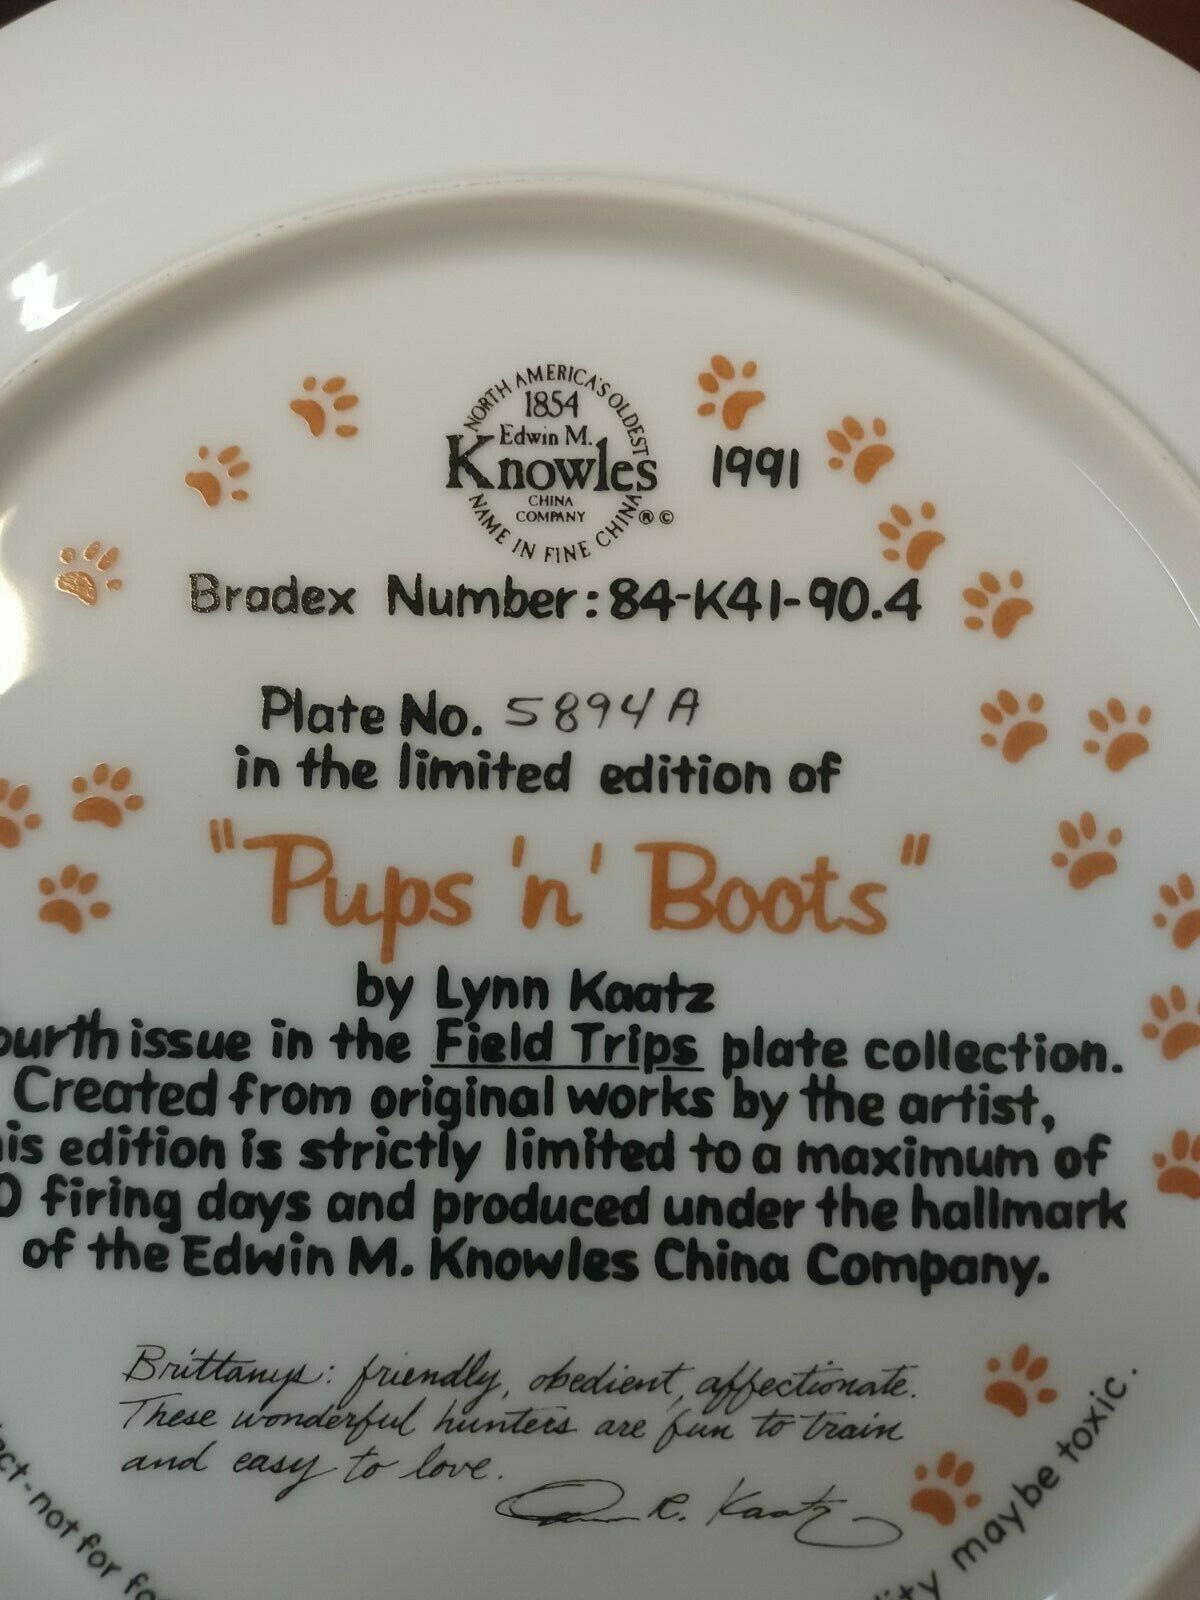 NORTH AMERICA'S OLDEST
1854
Edwin M.
Knowles
CHINA
COMPANY
NAME IN FINE CHINA
®©
1991
Bradex Number: 84-K41-90.4
Plate No. 5894A
in the limited edition of
"Pups 'n' Boots"
by Lynn Kaatz
ourth issue in the Field Trips plate collection.
Created from original works by the artist,
is edition is strictly limited to a maximum of
0 firing days and produced under the hallmark
of the Edwin M. Knowles China Company.
Brittanys: friendly, obedient, affectionate.
These wonderful hunters are fun to train
and easy to love.
R. Kaatz
ect-not for fo
lity may be toxic.